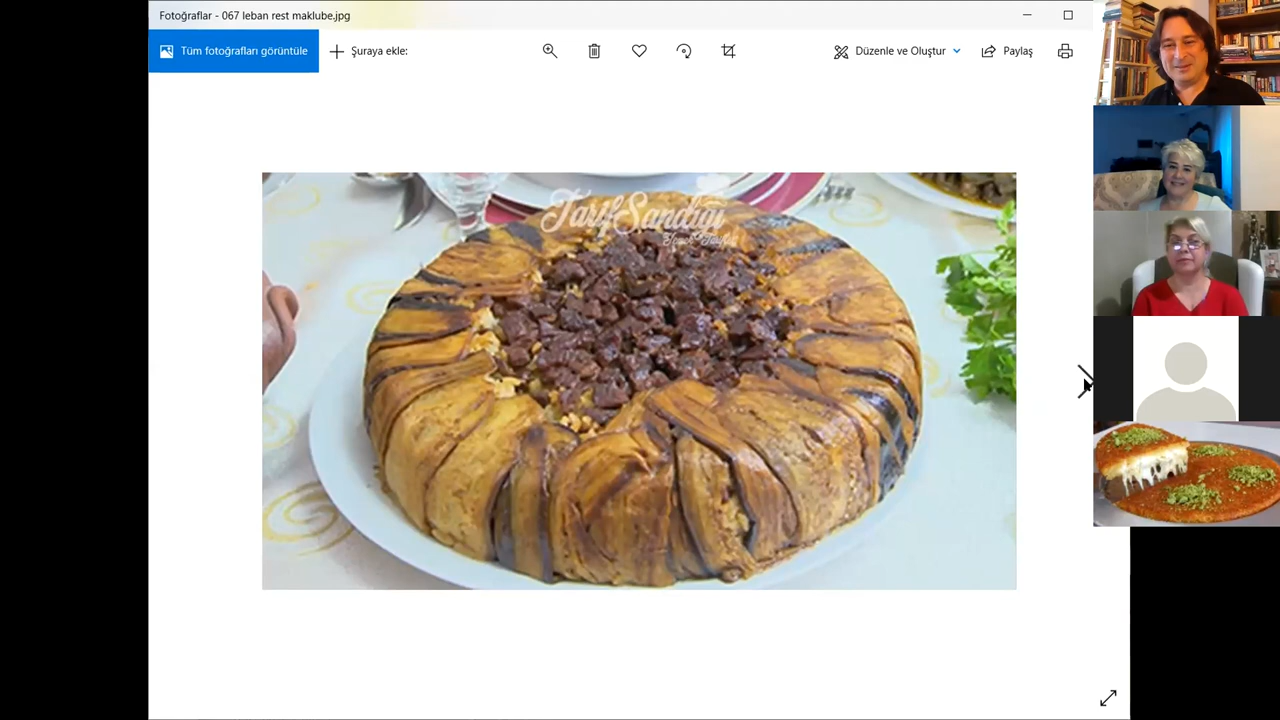 Fotoğraflar - 067 leban rest maklube.jpg
Tüm fotoğrafları görüntüle
Şuraya ekle:
Düzenle ve Oluştur
Paylaş
TarifSandığı